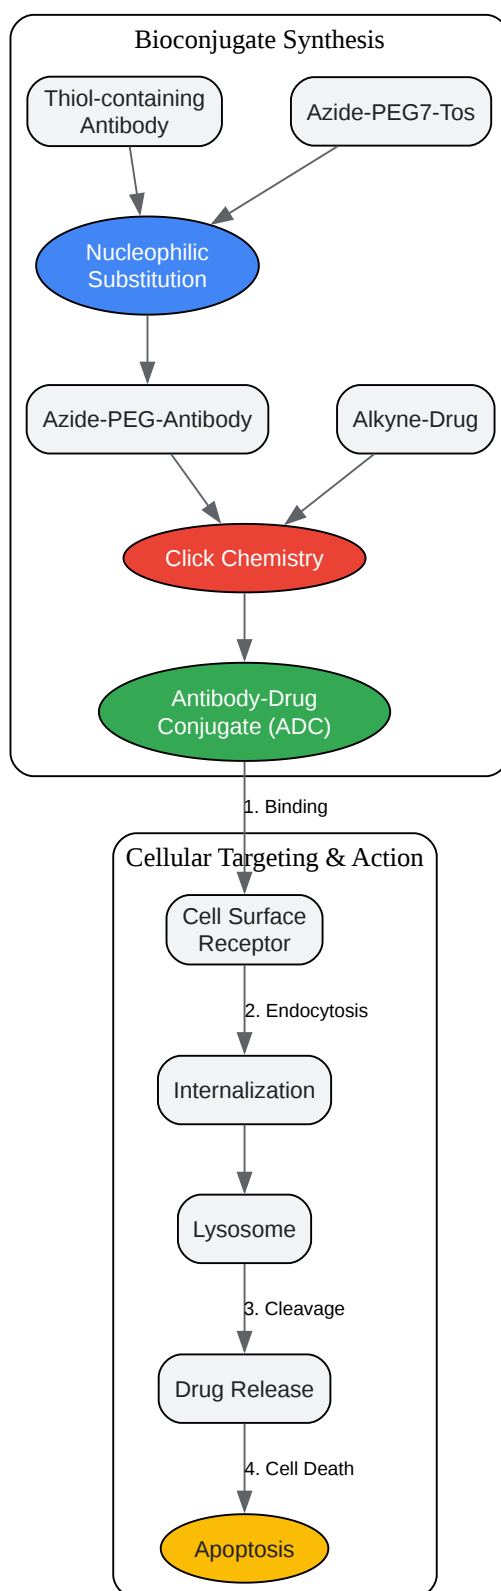 Bioconjugate Synthesis
Thiol-containing
Antibody
Azide-PEG7-Tos
Nucleophilic
Substitution
Azide-PEG-Antibody
Alkyne-Drug
Click Chemistry
Antibody-Drug
Conjugate (ADC)
1. Binding
Cellular Targeting & Action
Cell Surface
Receptor
2. Endocytosis
Internalization
Lysosome
3. Cleavage
Drug Release
4. Cell Death
Apoptosis